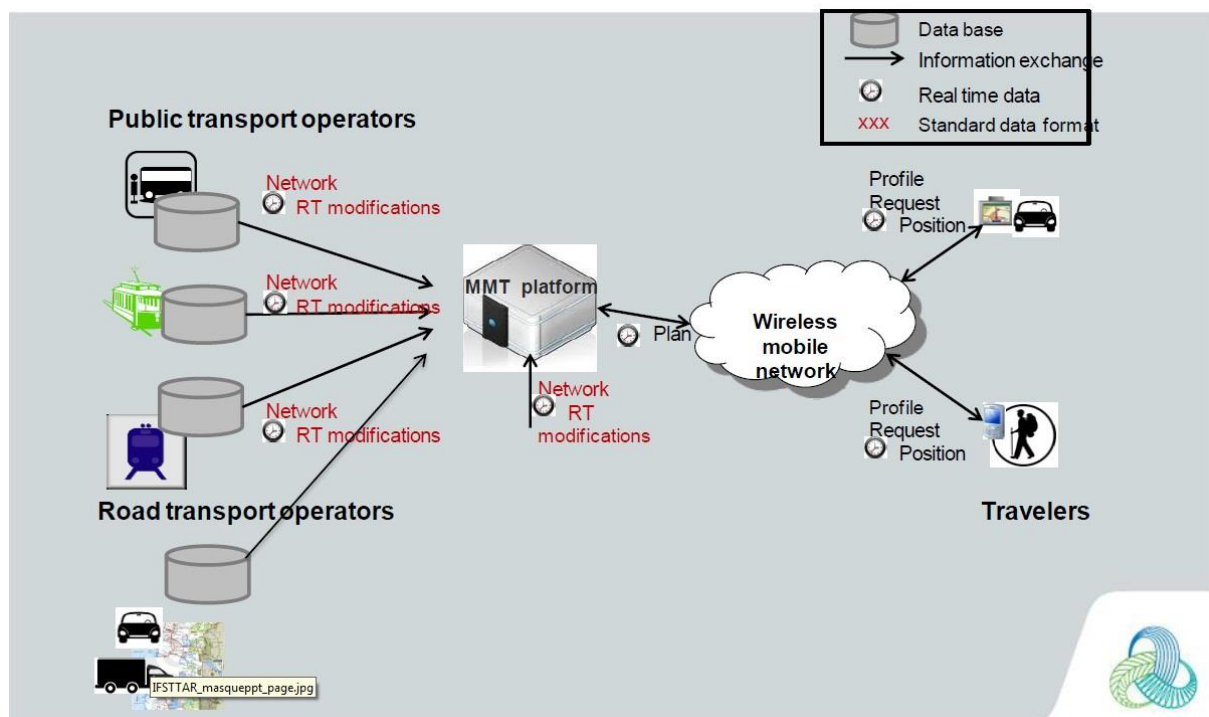 Data base
Information exchange
Real time data
xxx Standard data format
Public transport operators
Network
RT modifications
Network
RT modifications
Network
RT modifications
MMT platform
Plan
Network
RT
modifications
Wireless
mobile
network
Profile
Request
Position
Profile
Request
Position
Road transport operators
Travelers
IFSTTAR_masqueppt_page.jpg